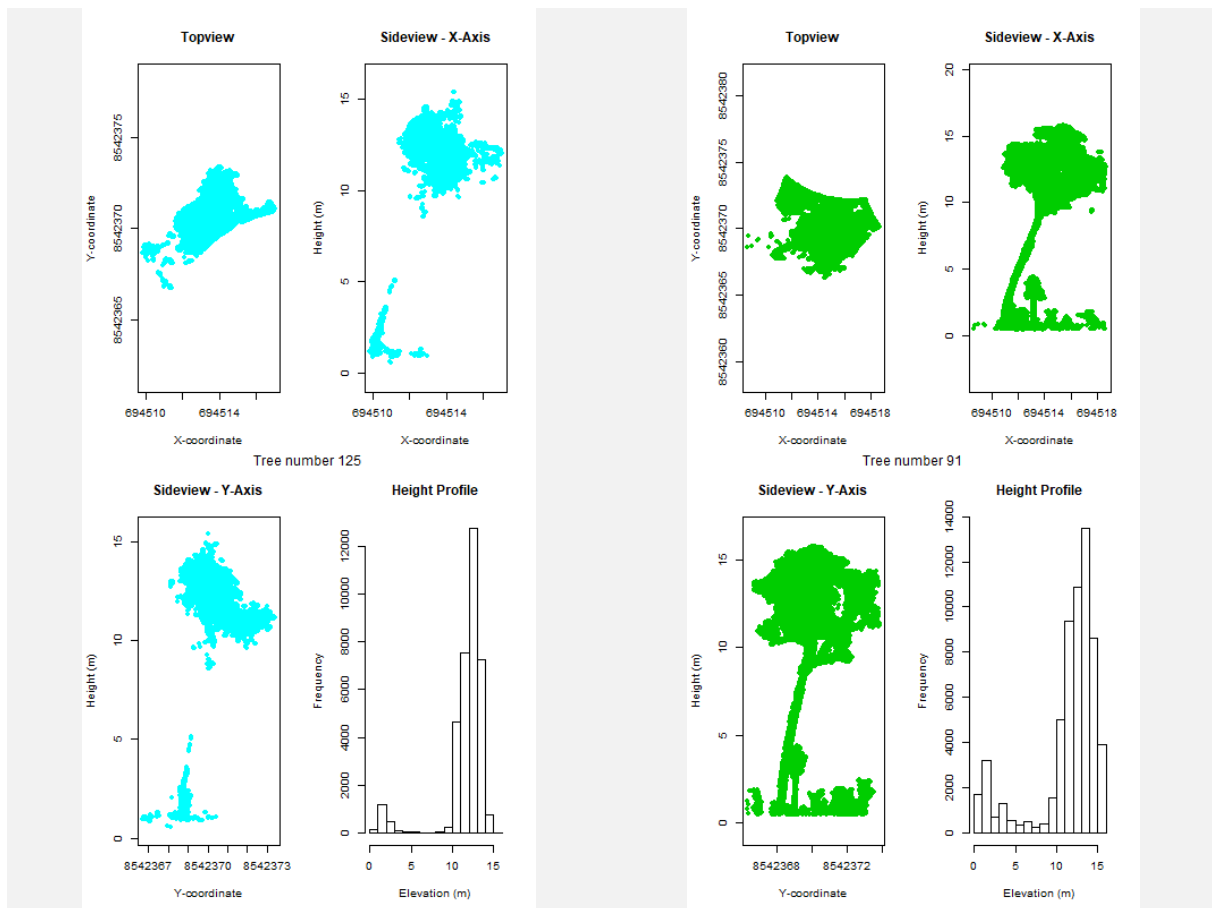 Topview
Sideview - X-Axis
Y-coordinate
8542365
8542370
8542375
694510
694514
X-coordinate
Height (m)
0
5
10
15
694510
694514
X-coordinate
Tree number 125
Sideview - Y-Axis
Height Profile
Height (m)
0
5
10
15
8542367
8542370
8542373
Y-coordinate
Frequency
0
2000
4000
6000
8000
10000
12000
0
5
10
15
Elevation (m)
Topview
Sideview - X-Axis
Y-coordinate
8542360
8542365
8542370
8542375
8542380
694510
694514
694518
X-coordinate
Height (m)
0
5
10
15
20
694510
694514
694518
X-coordinate
Tree number 91
Sideview - Y-Axis
Height Profile
Height (m)
0
5
10
15
8542368
8542372
Y-coordinate
Frequency
0
2000
4000
6000
8000
10000
12000
14000
0
5
10
15
Elevation (m)